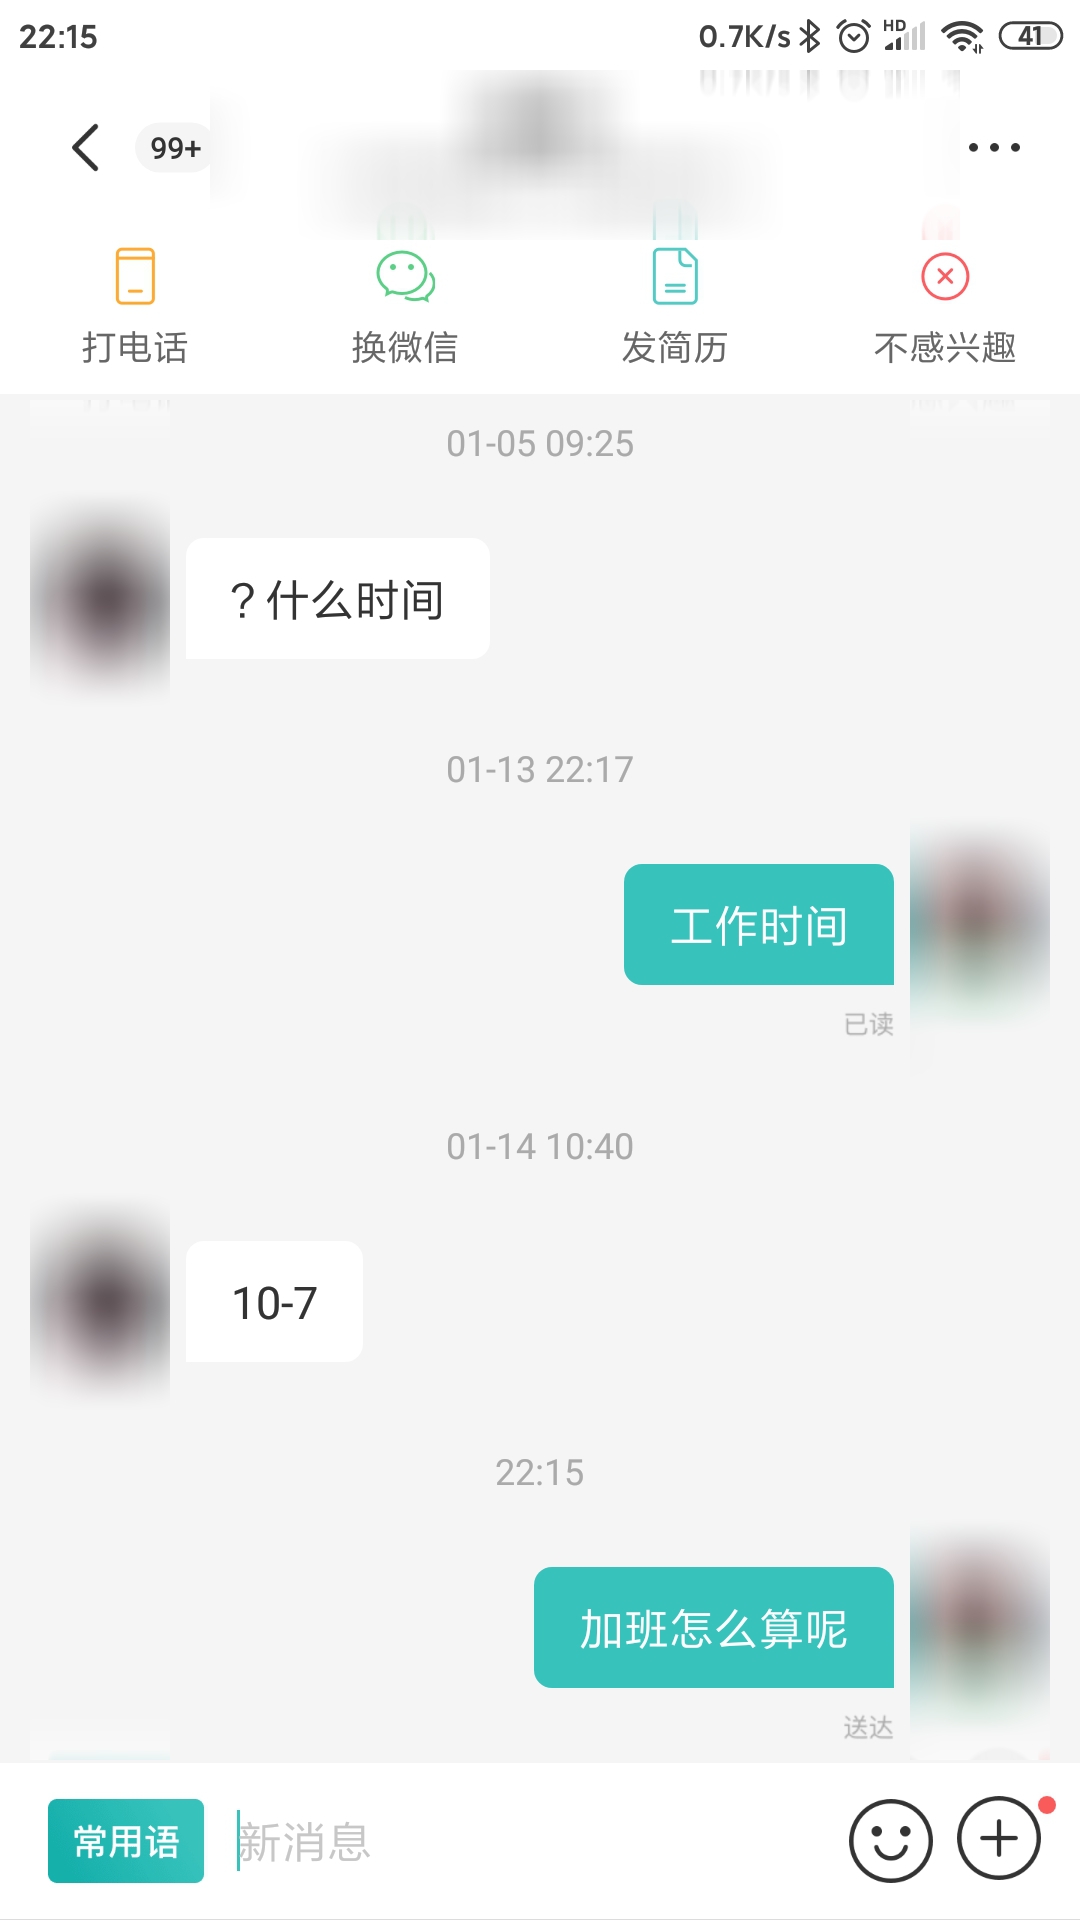 22:15 0.7K/s HD 41
99+
打电话 换微信 发简历 不感兴趣
01-05 09:25
？什么时间
01-13 22:17
工作时间
已读
01-14 10:40
10-7
22:15
加班怎么算呢
送达
常用语 新消息